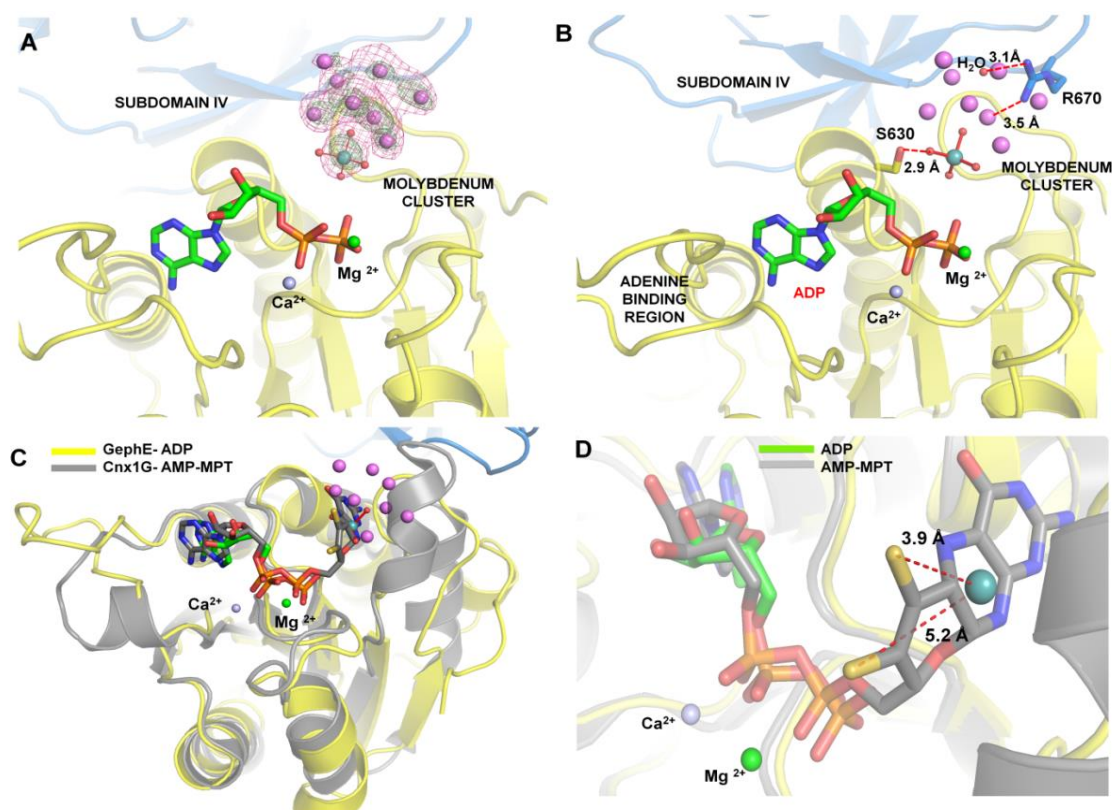 A
SUBDOMAIN IV
MOLYBDENUM
CLUSTER
Mg 2+
Ca2+
B
SUBDOMAIN IV
H2O
3.1Å
R670
3.5 Å
S630
2.9 Å
MOLYBDENUM
CLUSTER
ADENINE
BINDING
REGION
ADP
Mg 2+
Ca2+
C
GephE- ADP
Cnx1G- AMP-MPT
Ca2+
Mg 2+
D
ADP
AMP-MPT
3.9 Å
5.2 Å
Ca2+
Mg 2+